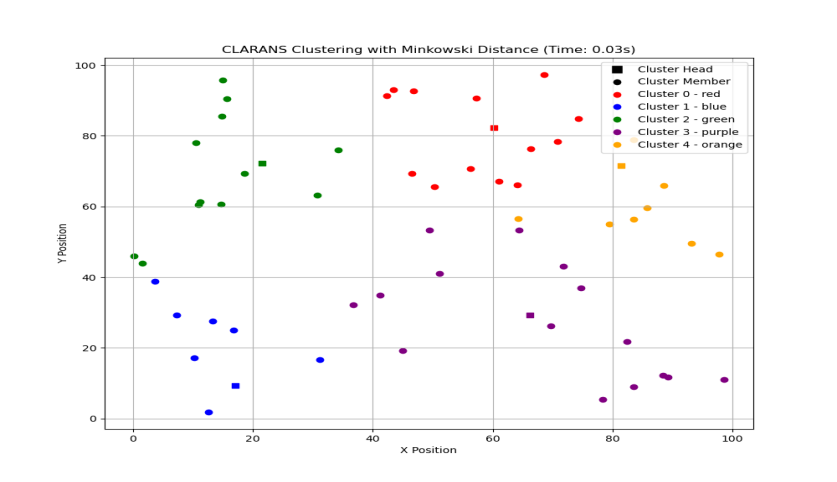 CLARANS Clustering with Minkowski Distance (Time: 0.03s)
Cluster Head
Cluster Member
Cluster 0 - red
Cluster 1 - blue
Cluster 2 - green
Cluster 3 - purple
Cluster 4 - orange
Y Position
100
80
60
40
20
0
0 20 40 60 80 100
X Position